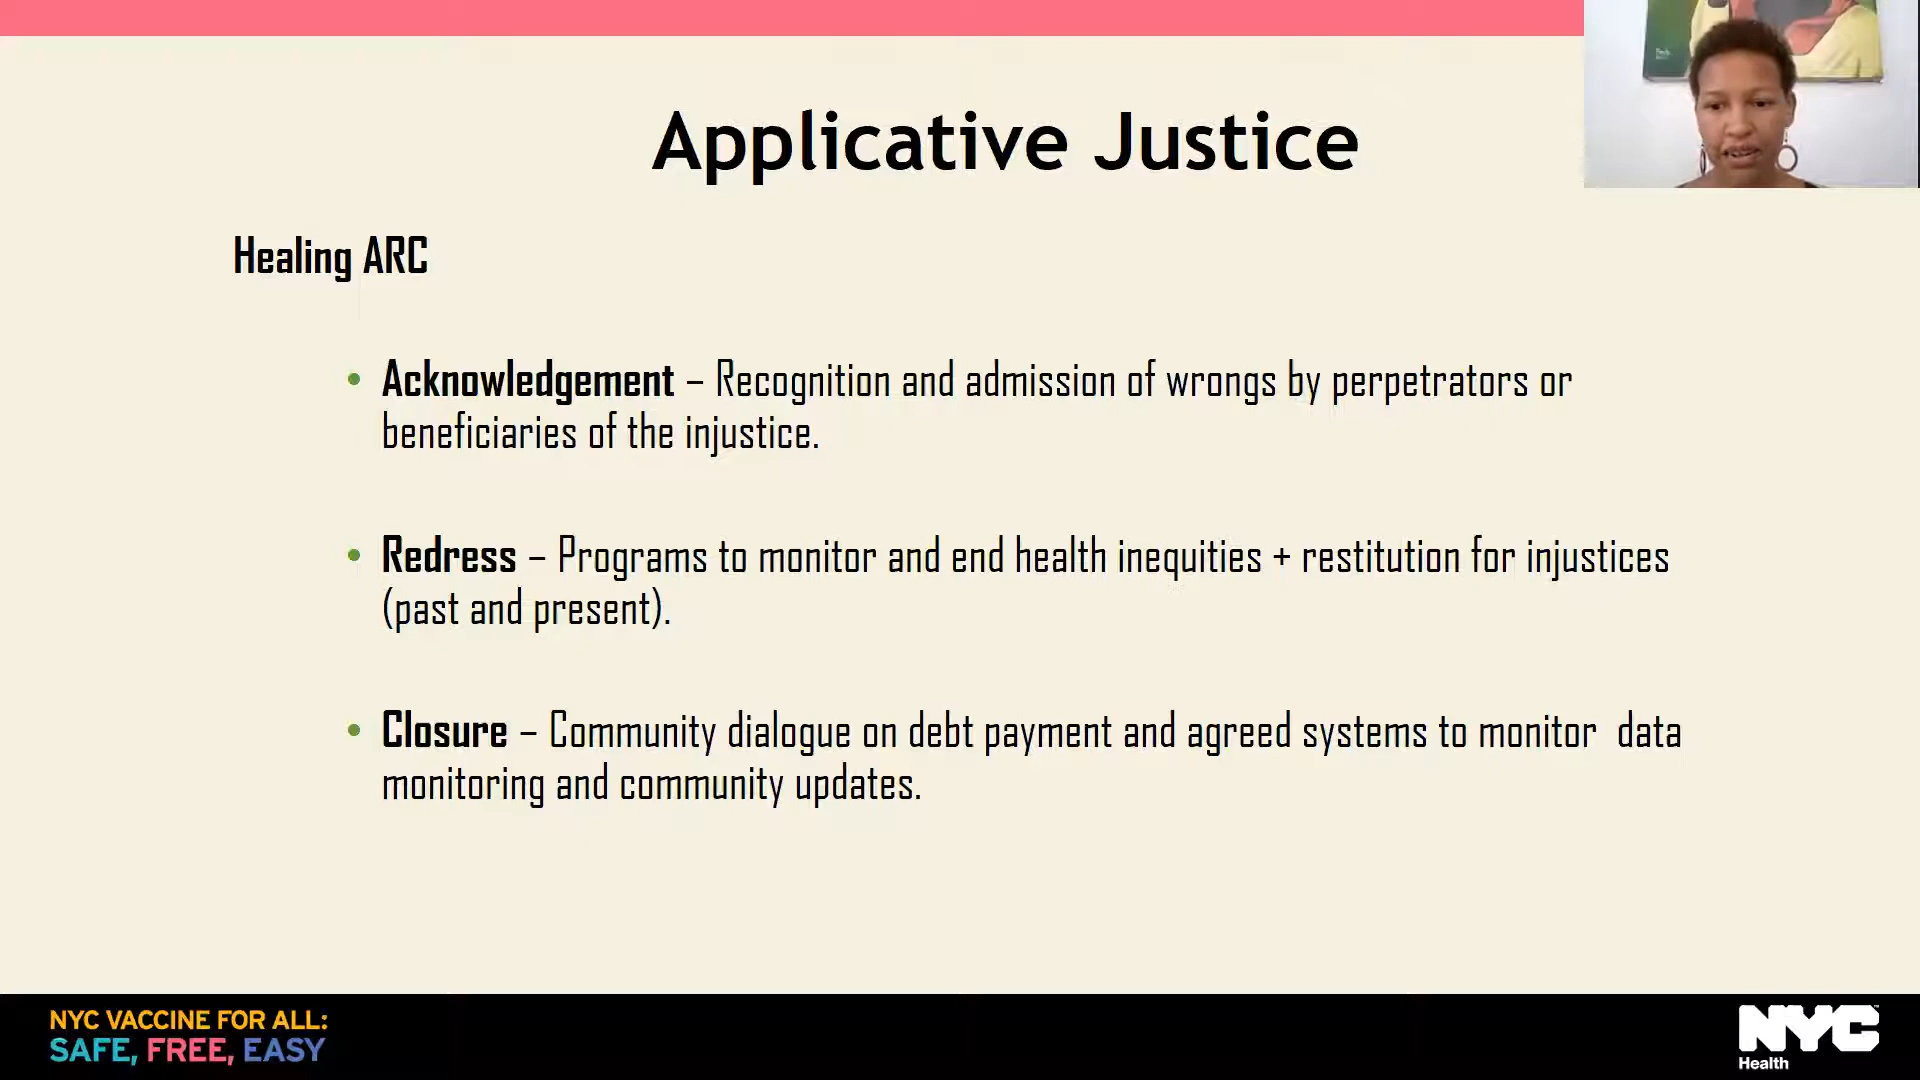 Applicative Justice
Healing ARC
• Acknowledgement – Recognition and admission of wrongs by perpetrators or
beneficiaries of the injustice.
• Redress – Programs to monitor and end health inequities + restitution for injustices
(past and present).
• Closure – Community dialogue on debt payment and agreed systems to monitor  data
monitoring and community updates.
NYC VACCINE FOR ALL:
SAFE, FREE, EASY
NYC
Health